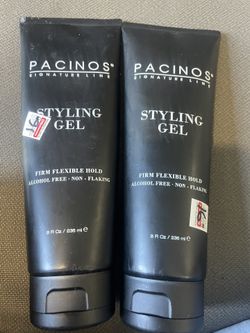 PACINOS®
SIGNATURE LINE
STYLING
GEL
FIRM FLEXIBLE HOLD
ALCOHOL FREE · NON · FLAKING
8 Fl Oz / 236 ml ℮
PACINOS®
SIGNATURE LINE
STYLING
GEL
FIRM FLEXIBLE HOLD
ALCOHOL FREE · NON · FLAKING
8 Fl Oz / 236 ml ℮